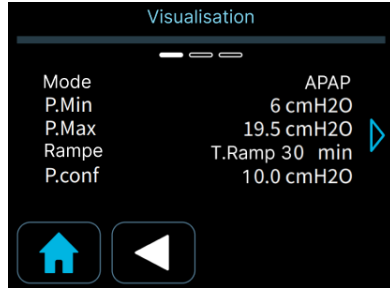 Visualisation
Mode APAP
P.Min 6 cmH2O
P.Max 19.5 cmH2O
Rampe T.Ramp 30 min
P.conf 10.0 cmH2O